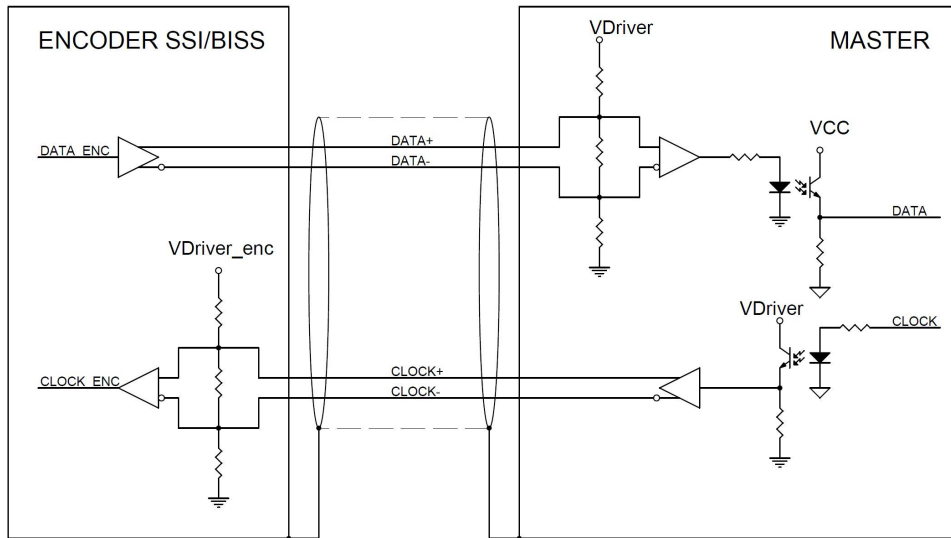 ENCODER SSI/BISS
MASTER
VDriver
VCC
DATA_ENC
DATA+
DATA-
DATA
VDriver_enc
VDriver
CLOCK
CLOCK_ENC
CLOCK+
CLOCK-